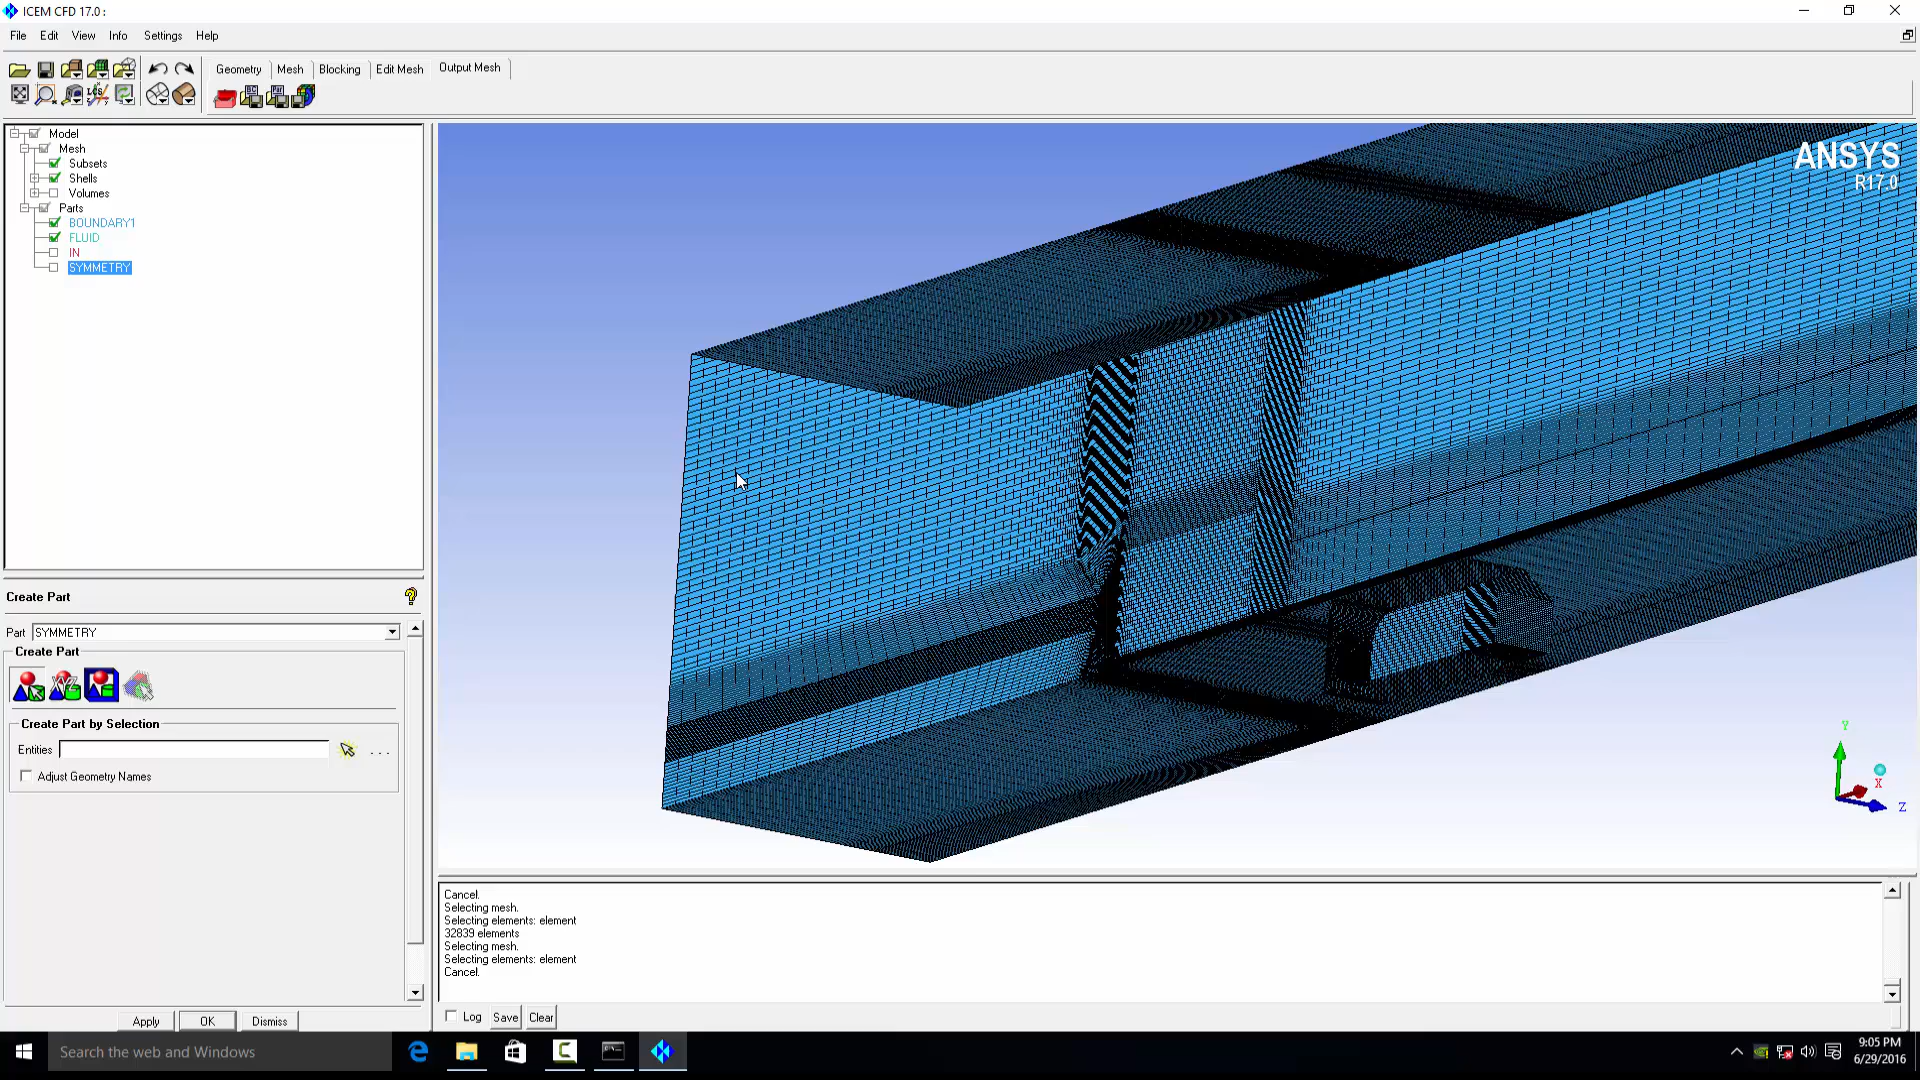 ICEM CFD 17.0 :
File Edit View Info Settings Help
Geometry Mesh Blocking Edit Mesh Output Mesh
Model
Mesh
Subsets
Shells
Volumes
Parts
BOUNDARY1
FLUID
IN
SYMMETRY
ANSYS
R17.0
Create Part
Part SYMMETRY
Create Part
Create Part by Selection
Entities
...
Adjust Geometry Names
Apply OK Dismiss
Y
X
Z
Cancel.
Selecting mesh.
Selecting elements: element
32839 elements
Selecting mesh.
Selecting elements: element
Cancel.
Log Save Clear
Search the web and Windows
9:05 PM
6/29/2016